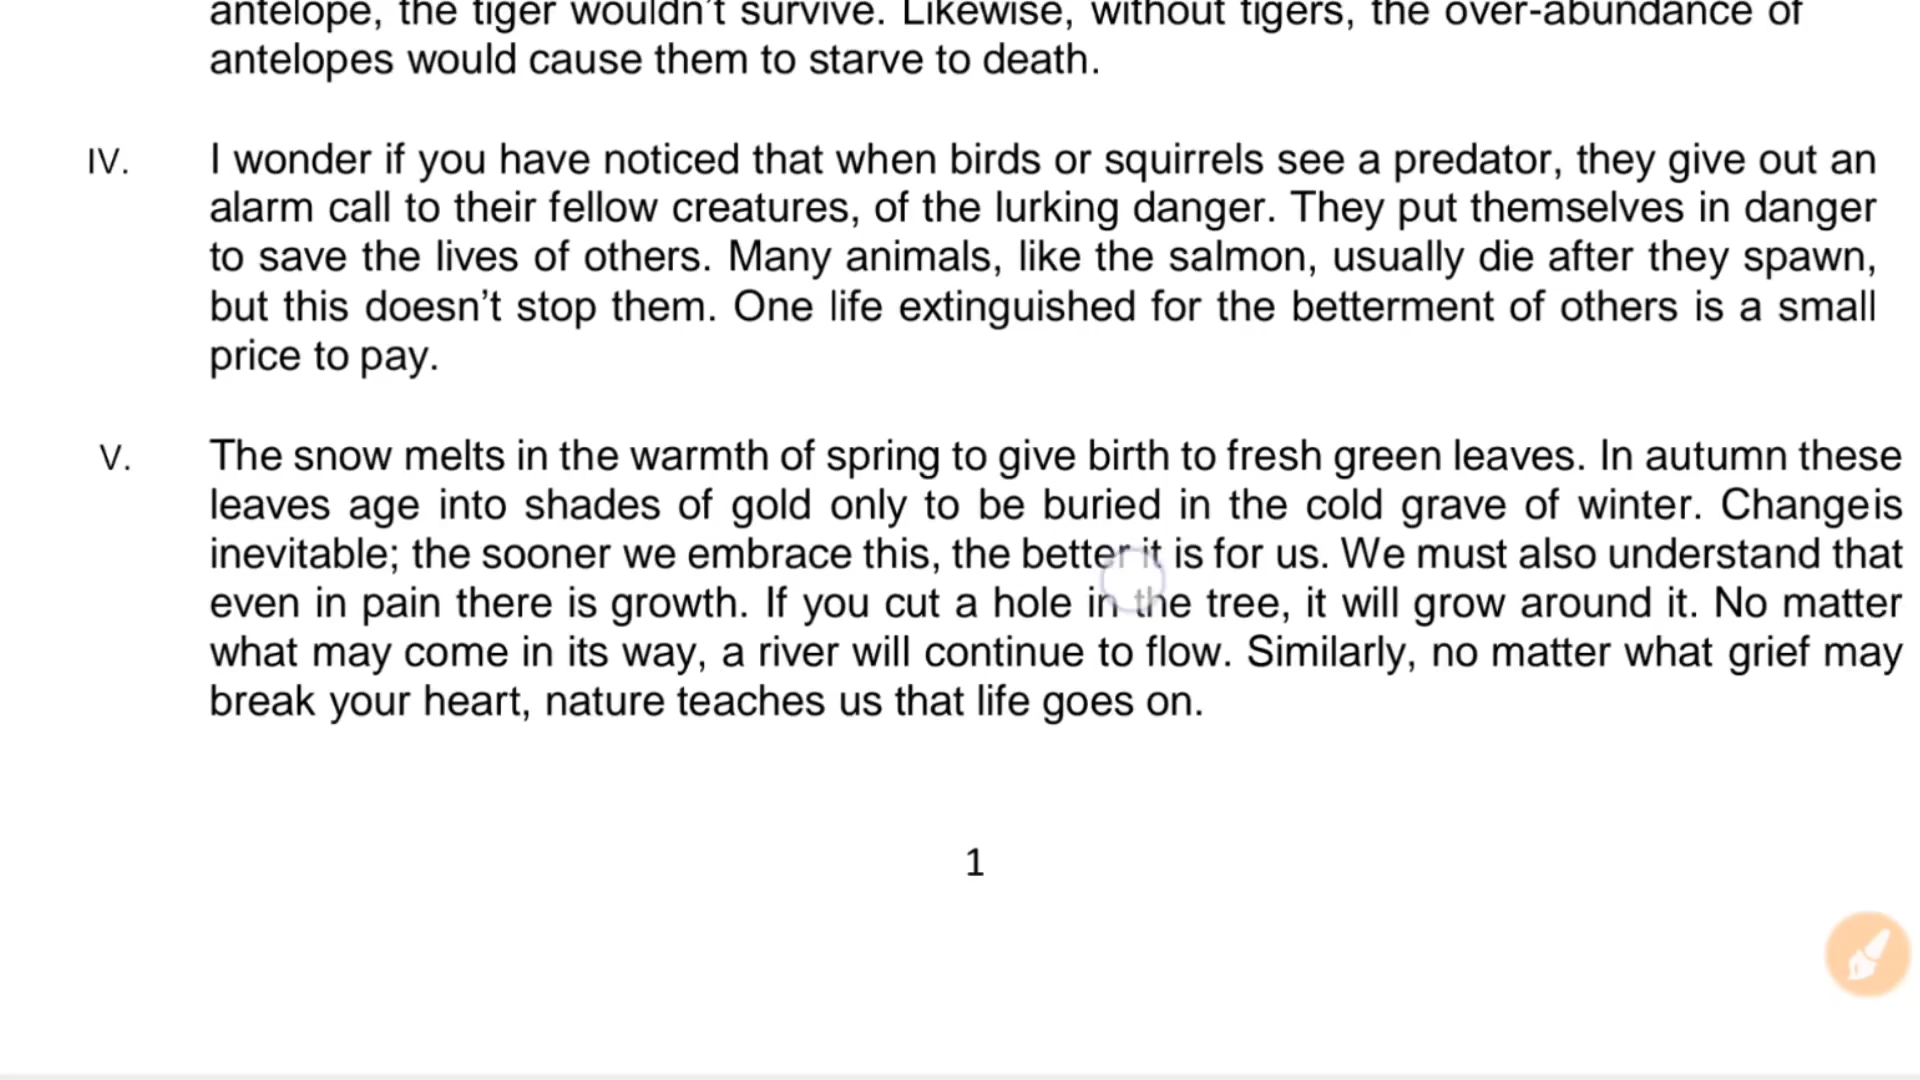 antelope, the tiger wouldn't survive. Likewise, without tigers, the over-abundance of
antelopes would cause them to starve to death.
IV. I wonder if you have noticed that when birds or squirrels see a predator, they give out an
alarm call to their fellow creatures, of the lurking danger. They put themselves in danger
to save the lives of others. Many animals, like the salmon, usually die after they spawn,
but this doesn’t stop them. One life extinguished for the betterment of others is a small
price to pay.
V. The snow melts in the warmth of spring to give birth to fresh green leaves. In autumn these
leaves age into shades of gold only to be buried in the cold grave of winter. Changeis
inevitable; the sooner we embrace this, the better it is for us. We must also understand that
even in pain there is growth. If you cut a hole in the tree, it will grow around it. No matter
what may come in its way, a river will continue to flow. Similarly, no matter what grief may
break your heart, nature teaches us that life goes on.
1